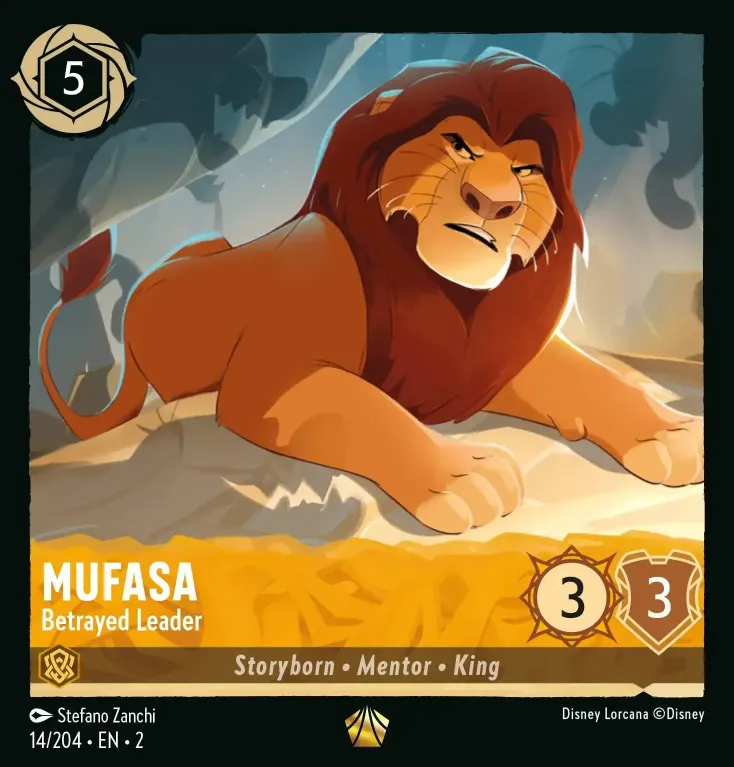 5
MUFASA
Betrayed Leader
3 3
Storyborn • Mentor • King
Stefano Zanchi
Disney Lorcana ©Disney
14/204 • EN • 2